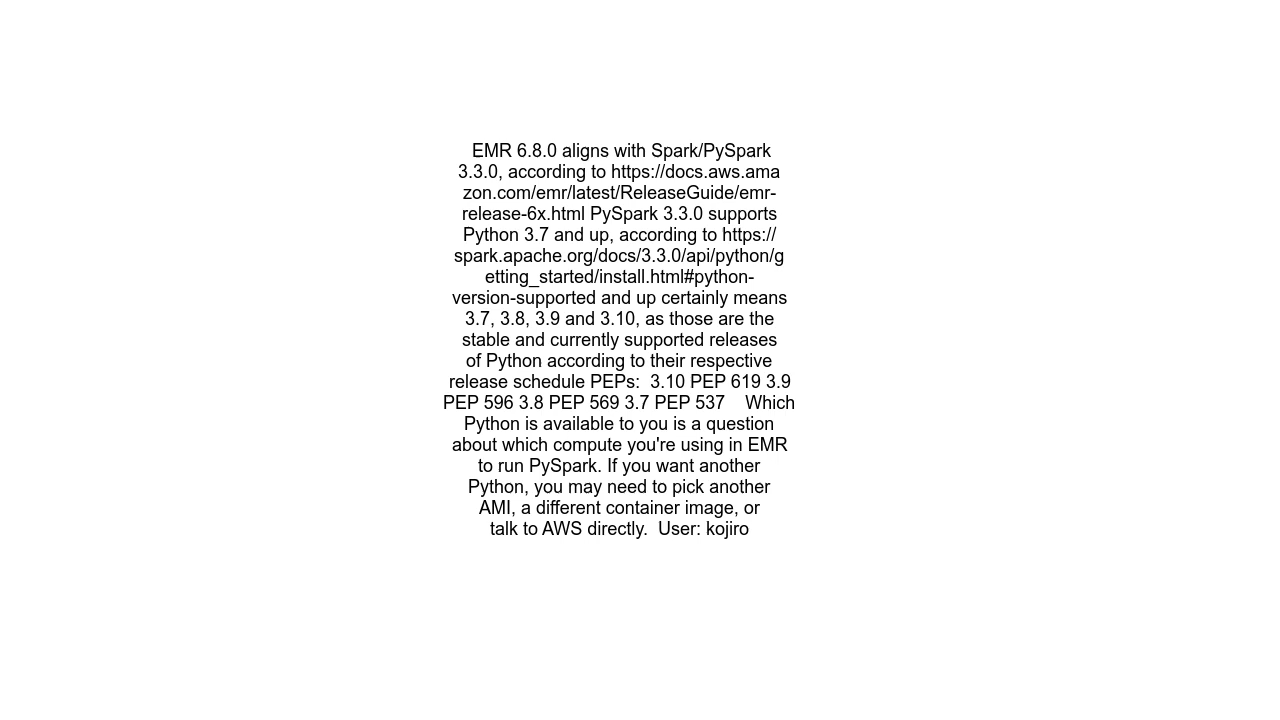 EMR 6.8.0 aligns with Spark/PySpark
3.3.0, according to https://docs.aws.ama
zon.com/emr/latest/ReleaseGuide/emr-
release-6x.html PySpark 3.3.0 supports
Python 3.7 and up, according to https://
spark.apache.org/docs/3.3.0/api/python/g
etting_started/install.html#python-
version-supported and up certainly means
3.7, 3.8, 3.9 and 3.10, as those are the
stable and currently supported releases
of Python according to their respective
release schedule PEPs:  3.10 PEP 619 3.9
PEP 596 3.8 PEP 569 3.7 PEP 537    Which
Python is available to you is a question
about which compute you're using in EMR
to run PySpark. If you want another
Python, you may need to pick another
AMI, a different container image, or
talk to AWS directly.  User: kojiro